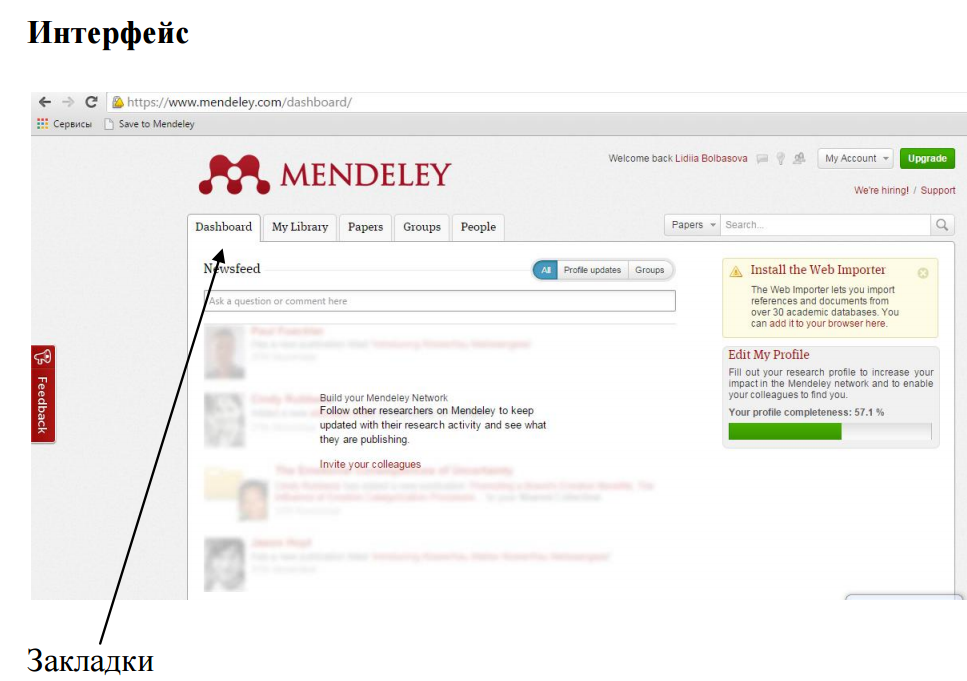 Интерфейс
https://www.mendeley.com/dashboard/
Сервисы Save to Mendeley
MENDELEY
Welcome back Lidiia Bolbasova My Account Upgrade
We're hiring! / Support
Dashboard My Library Papers Groups People Papers Search...
Newsfeed All Profile updates Groups
Ask a question or comment here
Build your Mendeley Network
Follow other researchers on Mendeley to keep
updated with their research activity and see what
they are publishing.
Invite your colleagues
Install the Web Importer
The Web Importer lets you import
references and documents from
over 30 academic databases. You
can add it to your browser here.
Edit My Profile
Fill out your research profile to increase your
impact in the Mendeley network and to enable
your colleagues to find you.
Your profile completeness: 57.1 %
Feedback
Закладки